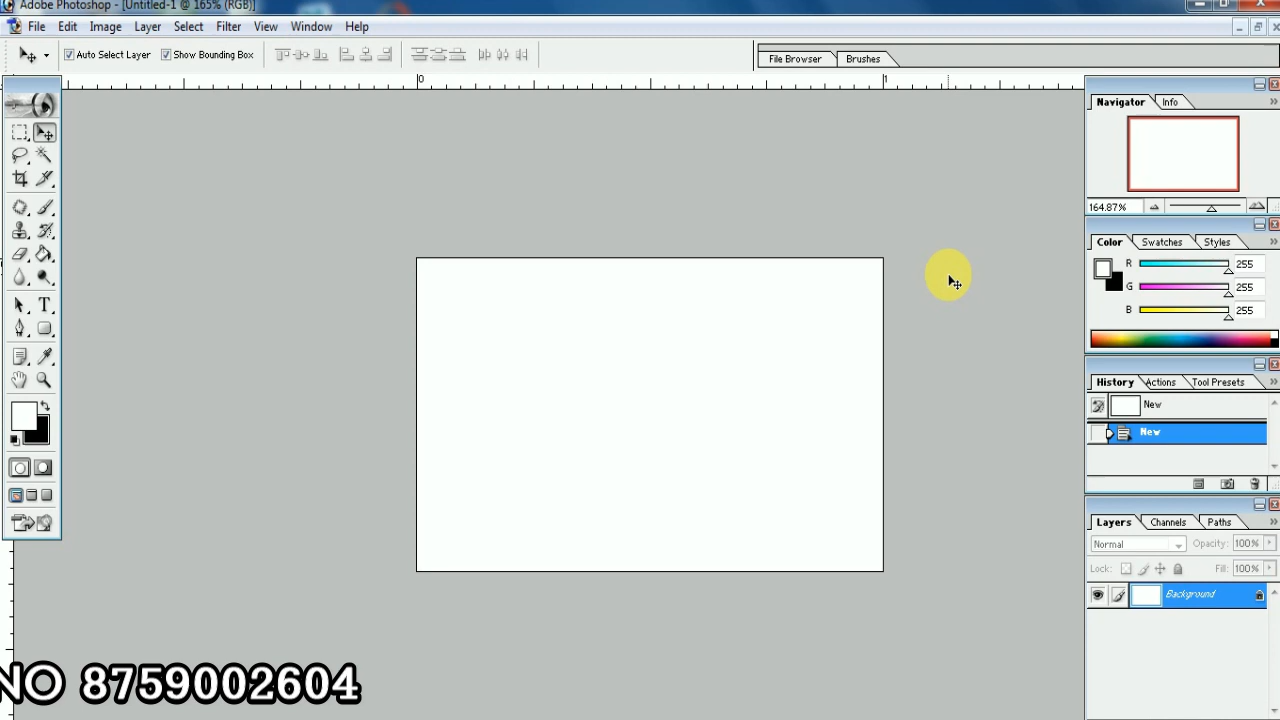 Adobe Photoshop - [Untitled-1 @ 165% (RGB)]
File Edit Image Layer Select Filter View Window Help
Auto Select Layer Show Bounding Box
File Browser Brushes
0 1
Navigator Info
164.87%
Color Swatches Styles
R 255
G 255
B 255
History Actions Tool Presets
New
New
Layers Channels Paths
Normal Opacity: 100%
Lock: Fill: 100%
Background
T
NO 8759002604